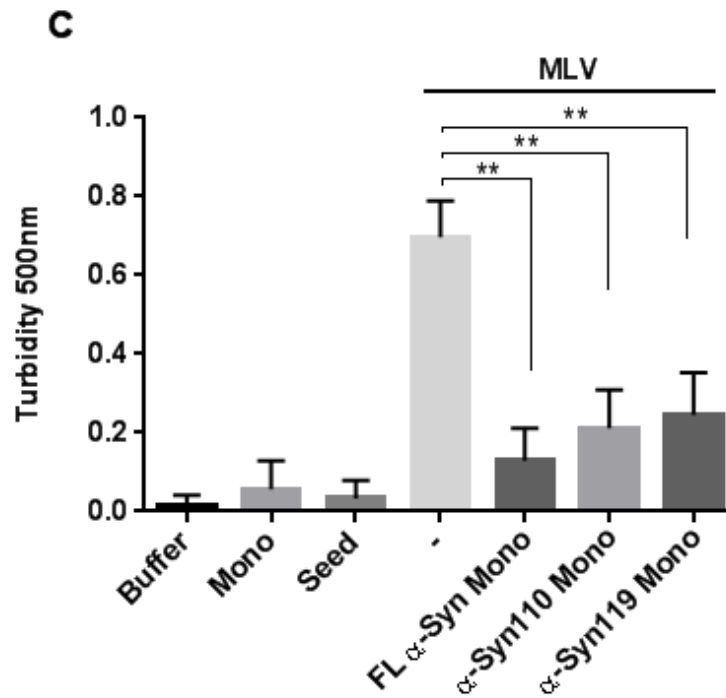 C
MLV
**
**
**
1.0
0.8
0.6
0.4
0.2
0.0
Turbidity 500nm
Buffer
Mono
Seed
-
FL α-Syn Mono
α-Syn110 Mono
α-Syn119 Mono